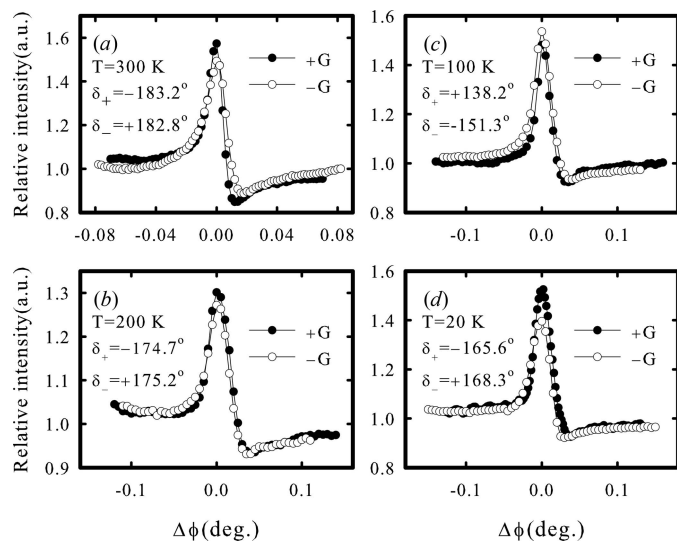 Relative intensity(a.u.)
1.6
1.4
1.2
1.0
0.8
(a)
T=300 K
δ+=−183.2°
δ−=+182.8°
+G
−G
-0.08 -0.04 0.00 0.04 0.08
1.6
1.4
1.2
1.0
0.8
(c)
T=100 K
δ+=+138.2°
δ−=-151.3°
+G
−G
-0.1 0.0 0.1
Relative intensity(a.u.)
1.3
1.2
1.1
1.0
0.9
(b)
T=200 K
δ+=−174.7°
δ−=+175.2°
+G
−G
-0.1 0.0 0.1
Δϕ(deg.)
1.6
1.4
1.2
1.0
0.8
(d)
T=20 K
δ+=−165.6°
δ−=+168.3°
+G
−G
-0.1 0.0 0.1
Δϕ(deg.)